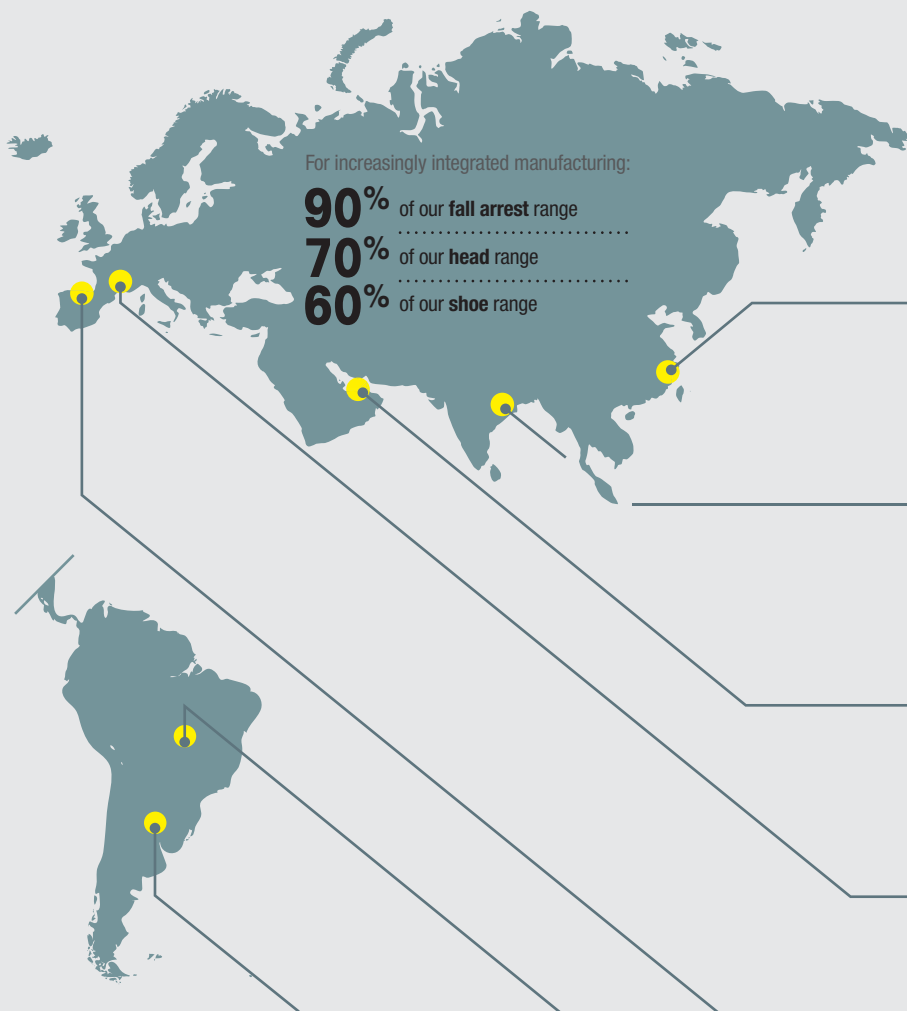 For increasingly integrated manufacturing:
90% of our fall arrest range
70% of our head range
60% of our shoe range